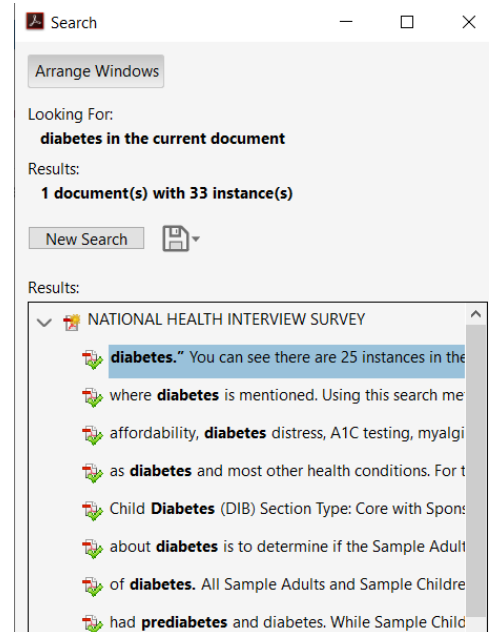 Search
Arrange Windows
Looking For:
diabetes in the current document
Results:
1 document(s) with 33 instance(s)
New Search
Results:
NATIONAL HEALTH INTERVIEW SURVEY
diabetes.” You can see there are 25 instances in the
where diabetes is mentioned. Using this search me
affordability, diabetes distress, A1C testing, myalgi
as diabetes and most other health conditions. For t
Child Diabetes (DIB) Section Type: Core with Spons
about diabetes is to determine if the Sample Adult
of diabetes. All Sample Adults and Sample Childre
had prediabetes and diabetes. While Sample Child